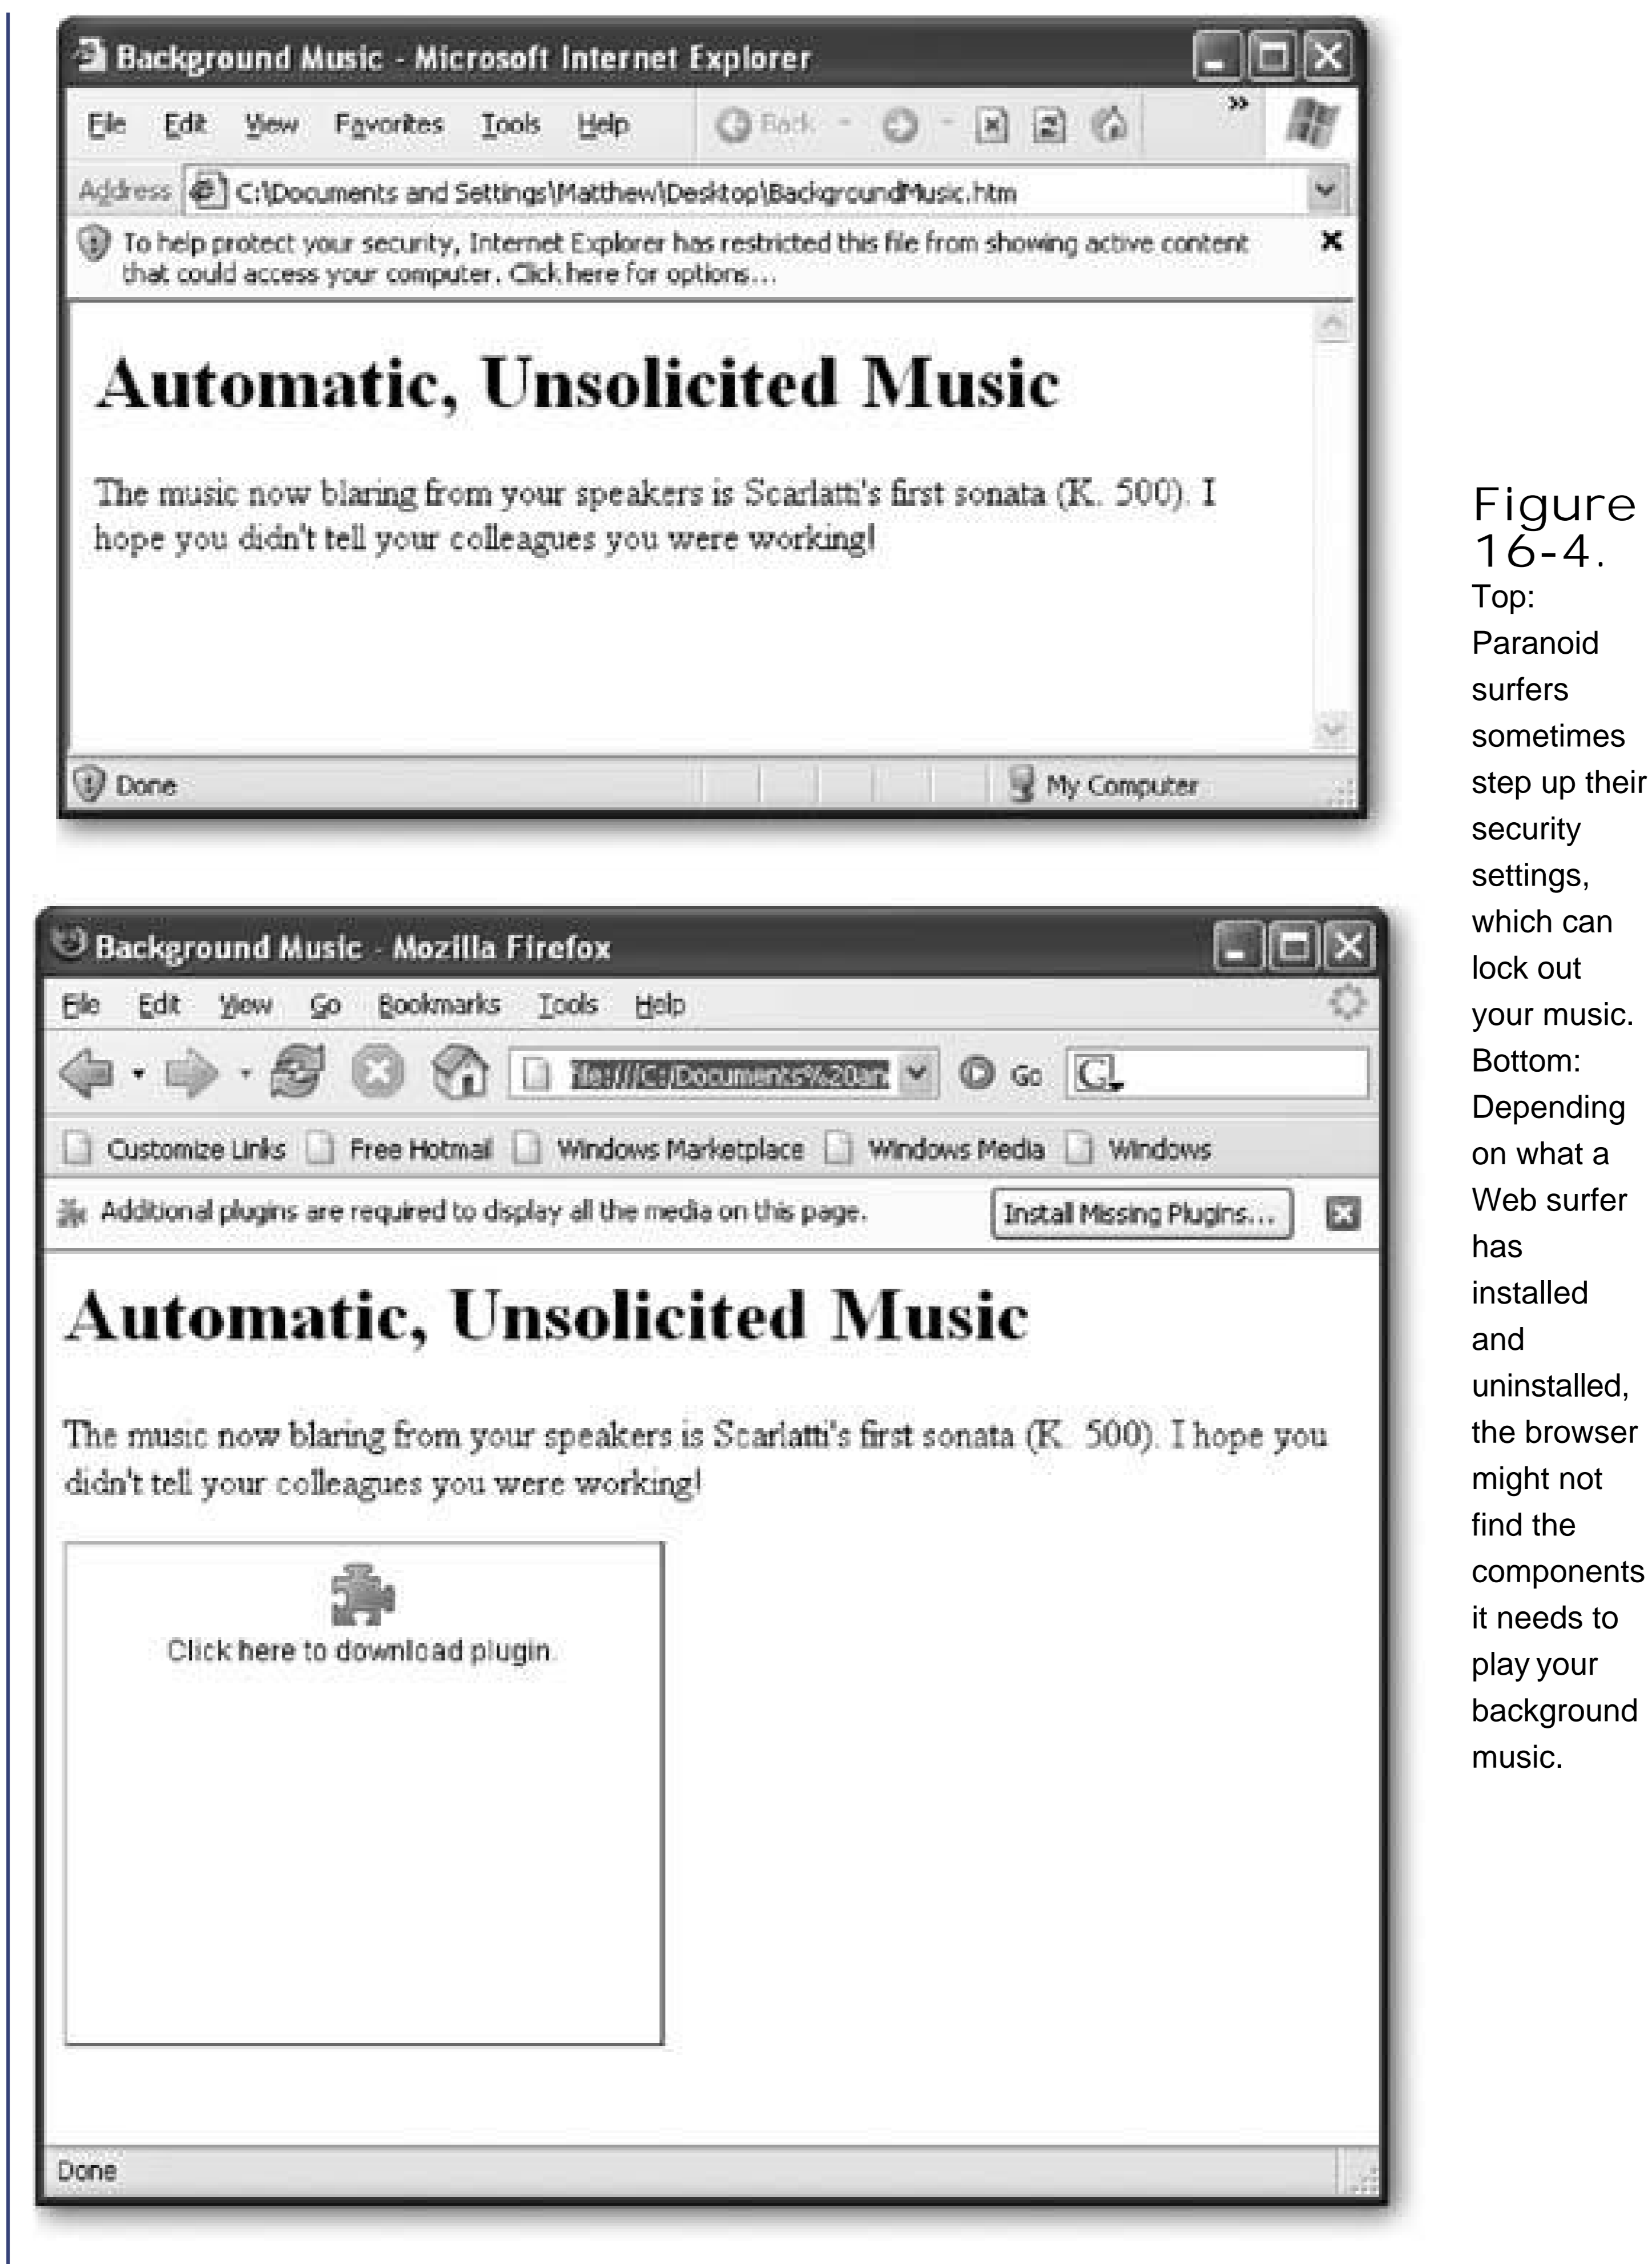 Background Music - Microsoft Internet Explorer
File Edit View Favorites Tools Help Back »
Address C:\Documents and Settings\Matthew\Desktop\BackgroundMusic.htm
To help protect your security, Internet Explorer has restricted this file from showing active content
that could access your computer. Click here for options...
Automatic, Unsolicited Music
The music now blaring from your speakers is Scarlatti's first sonata (K. 500). I
hope you didn't tell your colleagues you were working!
Done My Computer
Background Music - Mozilla Firefox
File Edit View Go Bookmarks Tools Help
file:///C:/Documents%20an Go G
Customize Links Free Hotmail Windows Marketplace Windows Media Windows
Additional plugins are required to display all the media on this page. Install Missing Plugins...
Automatic, Unsolicited Music
The music now blaring from your speakers is Scarlatti's first sonata (K. 500). I hope you
didn't tell your colleagues you were working!
Click here to download plugin.
Done
Figure
16-4.
Top:
Paranoid
surfers
sometimes
step up their
security
settings,
which can
lock out
your music.
Bottom:
Depending
on what a
Web surfer
has
installed
and
uninstalled,
the browser
might not
find the
components
it needs to
play your
background
music.